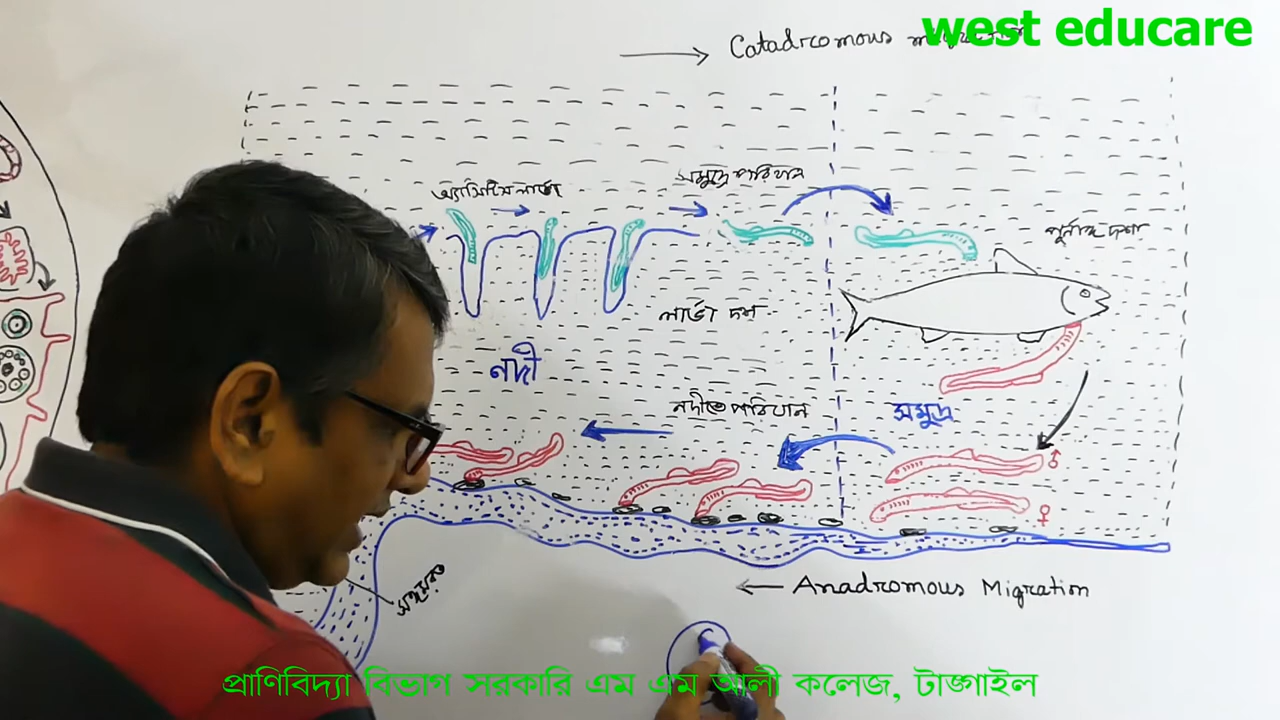 west educare
Catadromous
অ্যামোসিটিস লার্ভা
সমুদ্রে পরিযান
পূর্ণাঙ্গ দশা
লার্ভা দশা
নদী
নদীতে পরিযান
সমুদ্র
♂
♀
Anadromous Migration
প্রাণিবিদ্যা বিভাগ সরকারি এম এম আলী কলেজ, টাঙ্গাইল